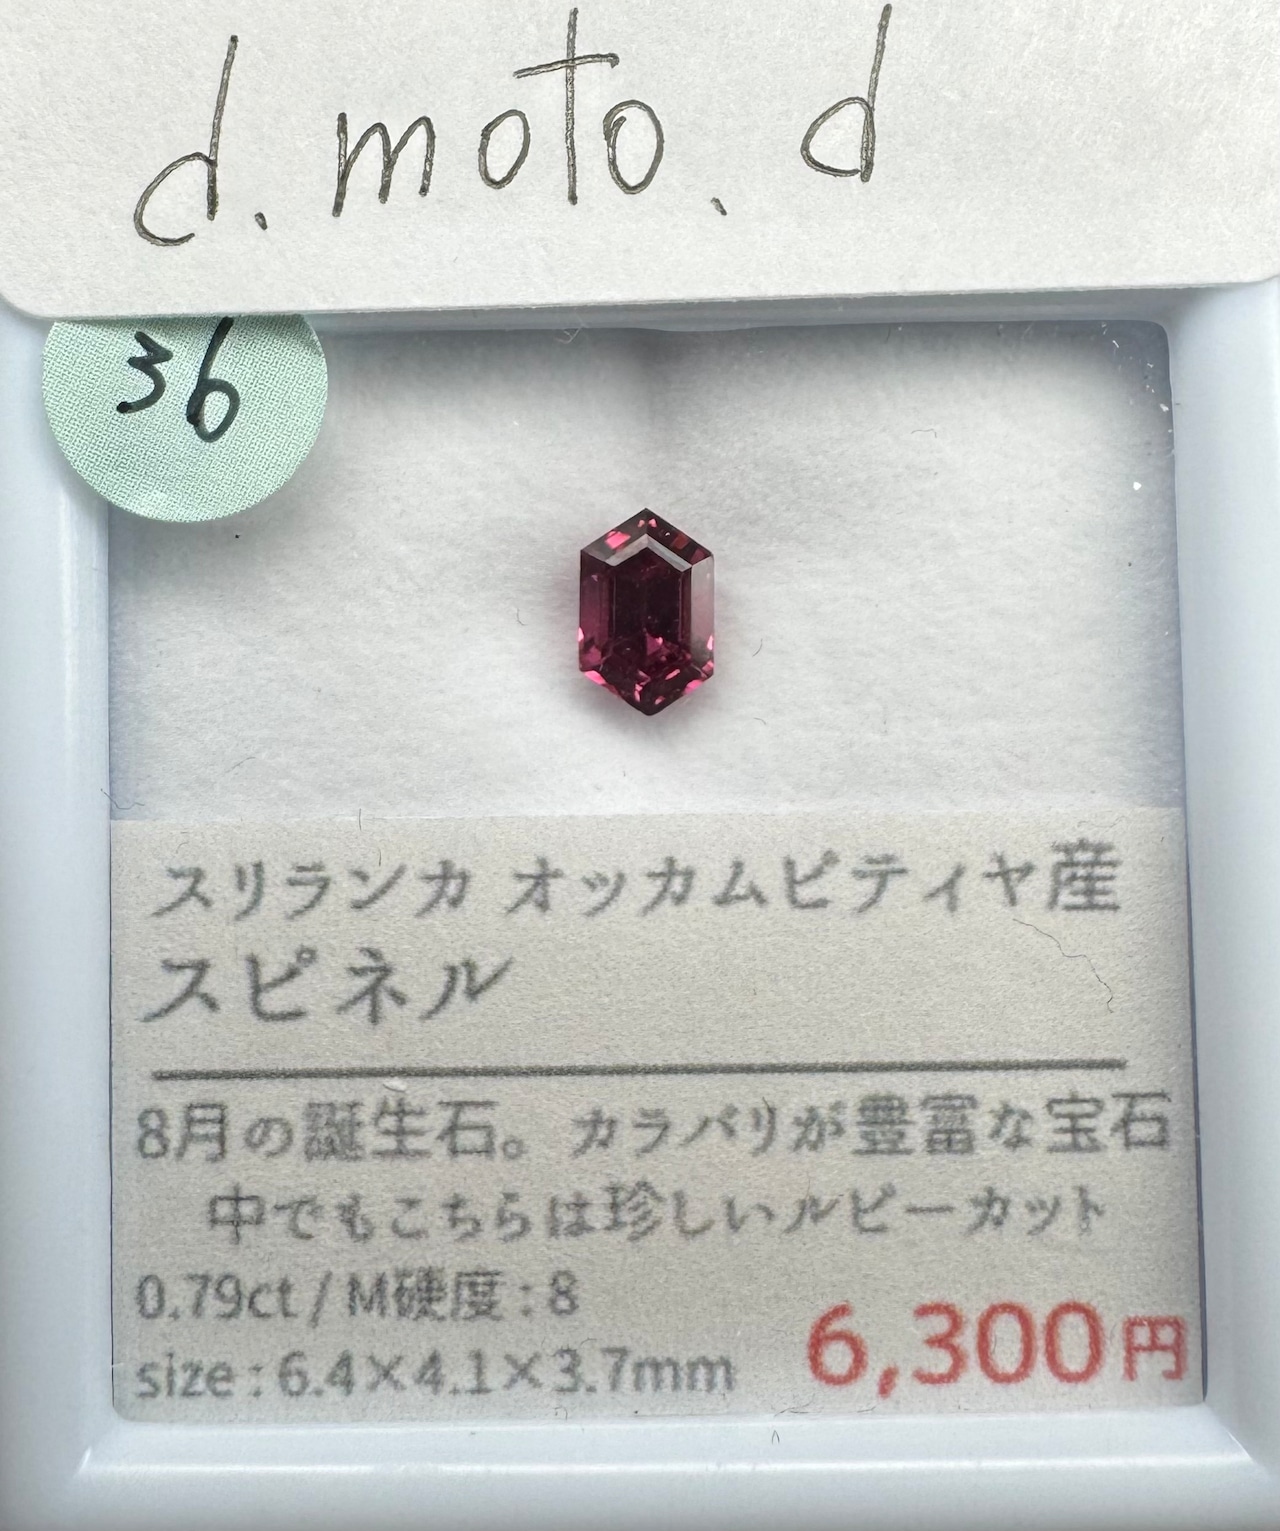 d. moto. d
36
スリランカ オッカムピティヤ産
スピネル
8月の誕生石。カラバリが豊富な宝石
中でもこちらは珍しいルビーカット
0.79ct / M硬度 : 8
size : 6.4×4.1×3.7mm
6,300円